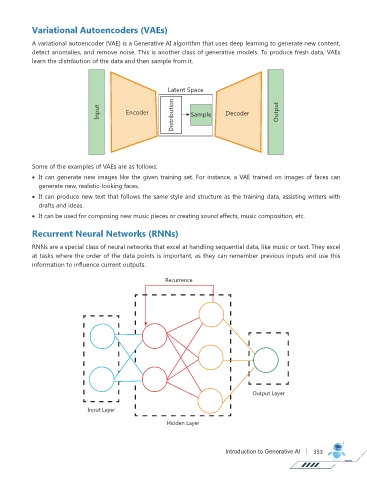 Variational Autoencoders (VAEs)
A variational autoencoder (VAE) is a Generative AI algorithm that uses deep learning to generate new content,
detect anomalies, and remove noise. This is another class of generative models. To produce fresh data, VAEs
learn the distribution of the data and then sample from it.
Latent Space
Input
Encoder
Distribution
Sample
Decoder
Output
Some of the examples of VAEs are as follows:
• It can generate new images like the given training set. For instance, a VAE trained on images of faces can
generate new, realistic-looking faces.
• It can produce new text that follows the same style and structure as the training data, assisting writers with
drafts and ideas.
• It can be used for composing new music pieces or creating sound effects, music composition, etc.
Recurrent Neural Networks (RNNs)
RNNs are a special class of neural networks that excel at handling sequential data, like music or text. They excel
at tasks where the order of the data points is important, as they can remember previous inputs and use this
information to influence current outputs.
Recurrence
Output Layer
Input Layer
Hidden Layer
Introduction to Generative AI | 333